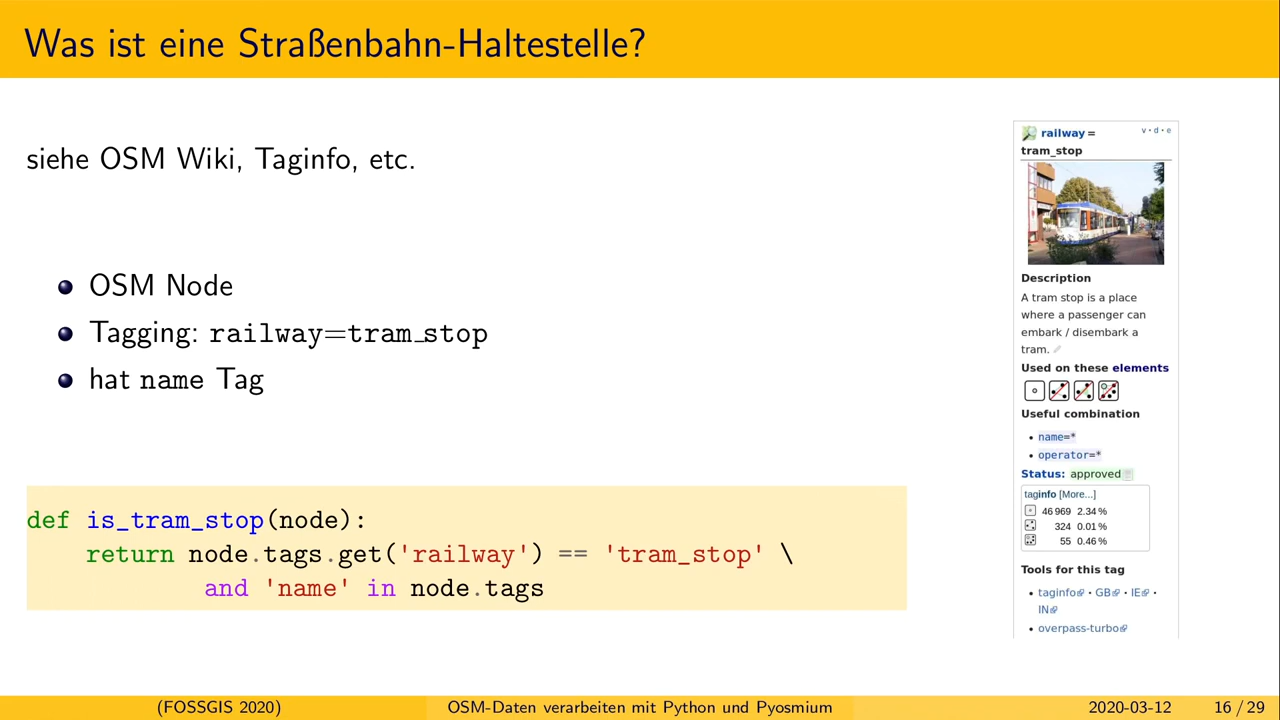 Was ist eine Straßenbahn-Haltestelle?
siehe OSM Wiki, Taginfo, etc.
OSM Node
Tagging: railway=tram_stop
hat name Tag
def is_tram_stop(node):
    return node.tags.get('railway') == 'tram_stop' \
            and 'name' in node.tags
railway =
v · d · e
tram_stop
Description
A tram stop is a place
where a passenger can
embark / disembark a
tram.
Used on these elements
Useful combination
• name=*
• operator=*
Status: approved
taginfo [More...]
46 969 2.34 %
324 0.01 %
55 0.46 %
Tools for this tag
• taginfo · GB · IE ·
IN
• overpass-turbo
(FOSSGIS 2020)
OSM-Daten verarbeiten mit Python und Pyosmium
2020-03-12
16 / 29